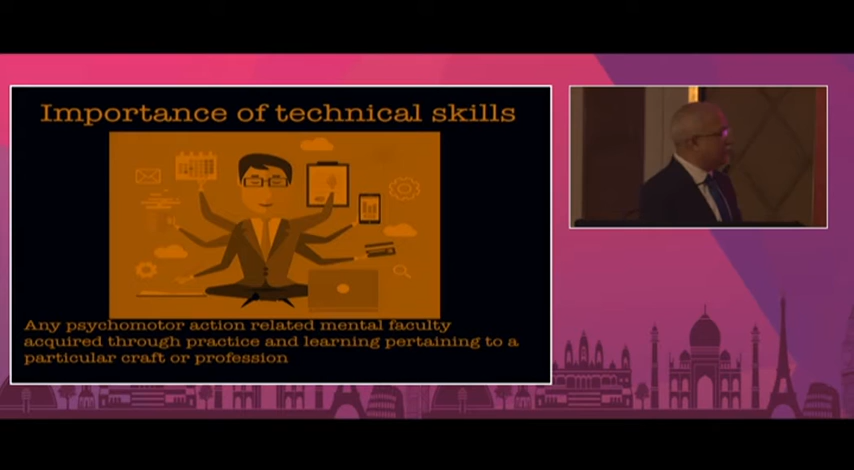 Importance of technical skills
Any psychomotor action related mental faculty
acquired through practice and learning pertaining to a
particular craft or profession